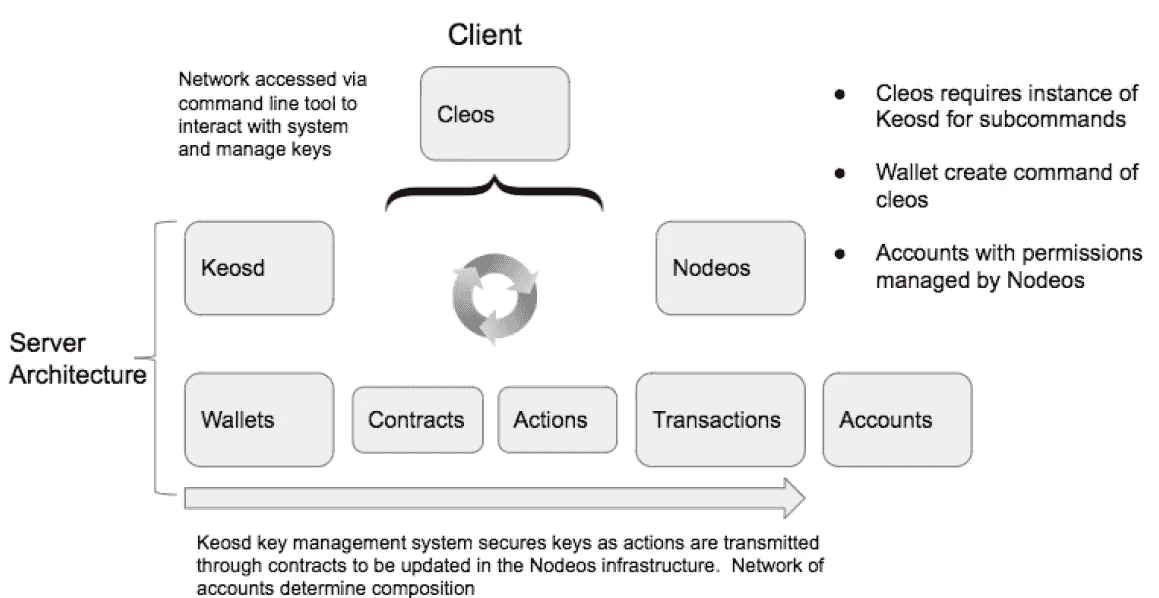 Client
Network accessed via
command line tool to
interact with system
and manage keys
Cleos
● Cleos requires instance of
Keosd for subcommands
● Wallet create command of
cleos
● Accounts with permissions
managed by Nodeos
Keosd
Nodeos
Server
Architecture
Wallets
Contracts
Actions
Transactions
Accounts
Keosd key management system secures keys as actions are transmitted
through contracts to be updated in the Nodeos infrastructure.  Network of
accounts determine composition